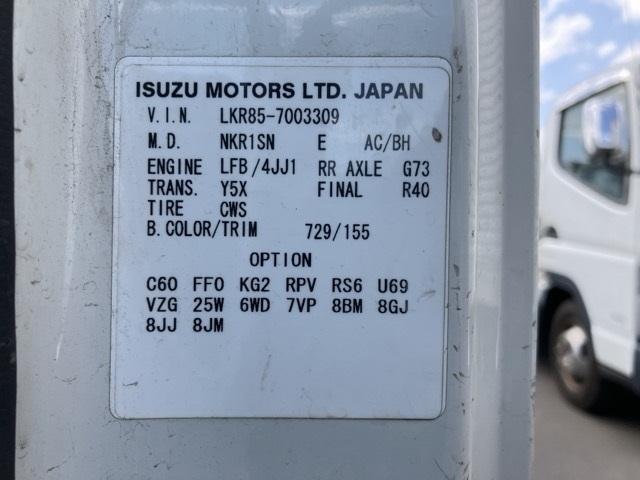 ISUZU MOTORS LTD. JAPAN
V.I.N. LKR85-7003309
M.D. NKR1SN E AC/BH
ENGINE LFB/4JJ1 RR AXLE G73
TRANS. Y5X FINAL R40
TIRE CWS
B.COLOR/TRIM 729/155
OPTION
C60 FF0 KG2 RPV RS6 U69
VZG 25W 6WD 7VP 8BM 8GJ
8JJ 8JM